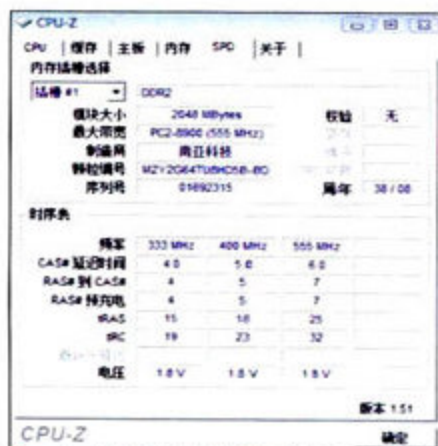 CPU-Z
CPU 缓存 主板 内存 SPD 关于
内存插槽选择
插槽 #1 DDR2
模块大小 2048 MBytes 校验 无
最大带宽 PC2-8900 (555 MHz)
制造商 南亚科技
颗粒编号
序列号 01692315 周年 38 / 08
时序表
频率 333 MHz 400 MHz 555 MHz
CAS# 延迟时间 4.0 5.0 6.0
RAS# 到 CAS# 4 5 7
RAS# 预充电 4 5 7
tRAS 15 18 25
tRC 19 23 32
电压 1.8 V 1.8 V 1.8 V
版本 1.51
CPU-Z 确定